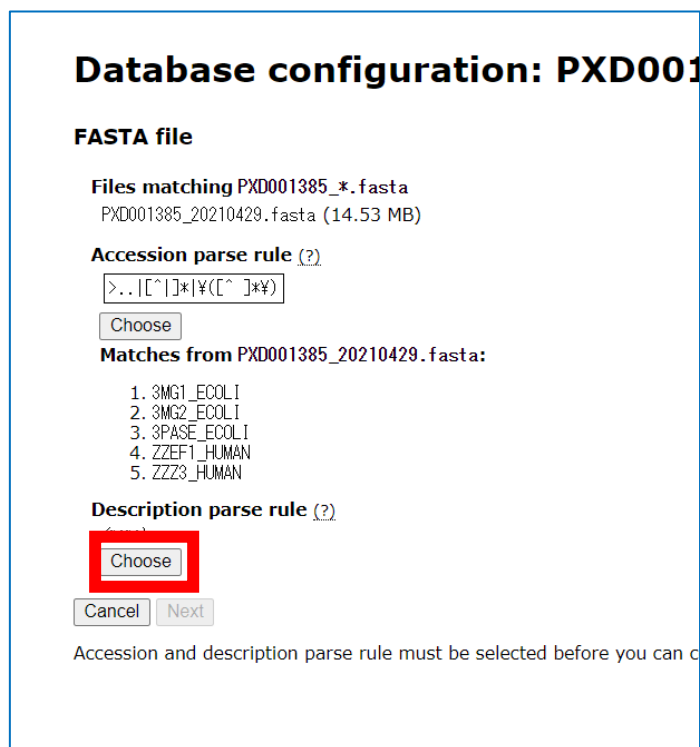 Database configuration: PXD001
FASTA file
Files matching PXD001385_*.fasta
PXD001385_20210429.fasta (14.53 MB)
Accession parse rule (?)
>..|[^|]*|¥([^ ]*¥)
Choose
Matches from PXD001385_20210429.fasta:
1. 3MG1_ECOLI
2. 3MG2_ECOLI
3. 3PASE_ECOLI
4. ZZEF1_HUMAN
5. ZZZ3_HUMAN
Description parse rule (?)
Choose
Cancel Next
Accession and description parse rule must be selected before you can